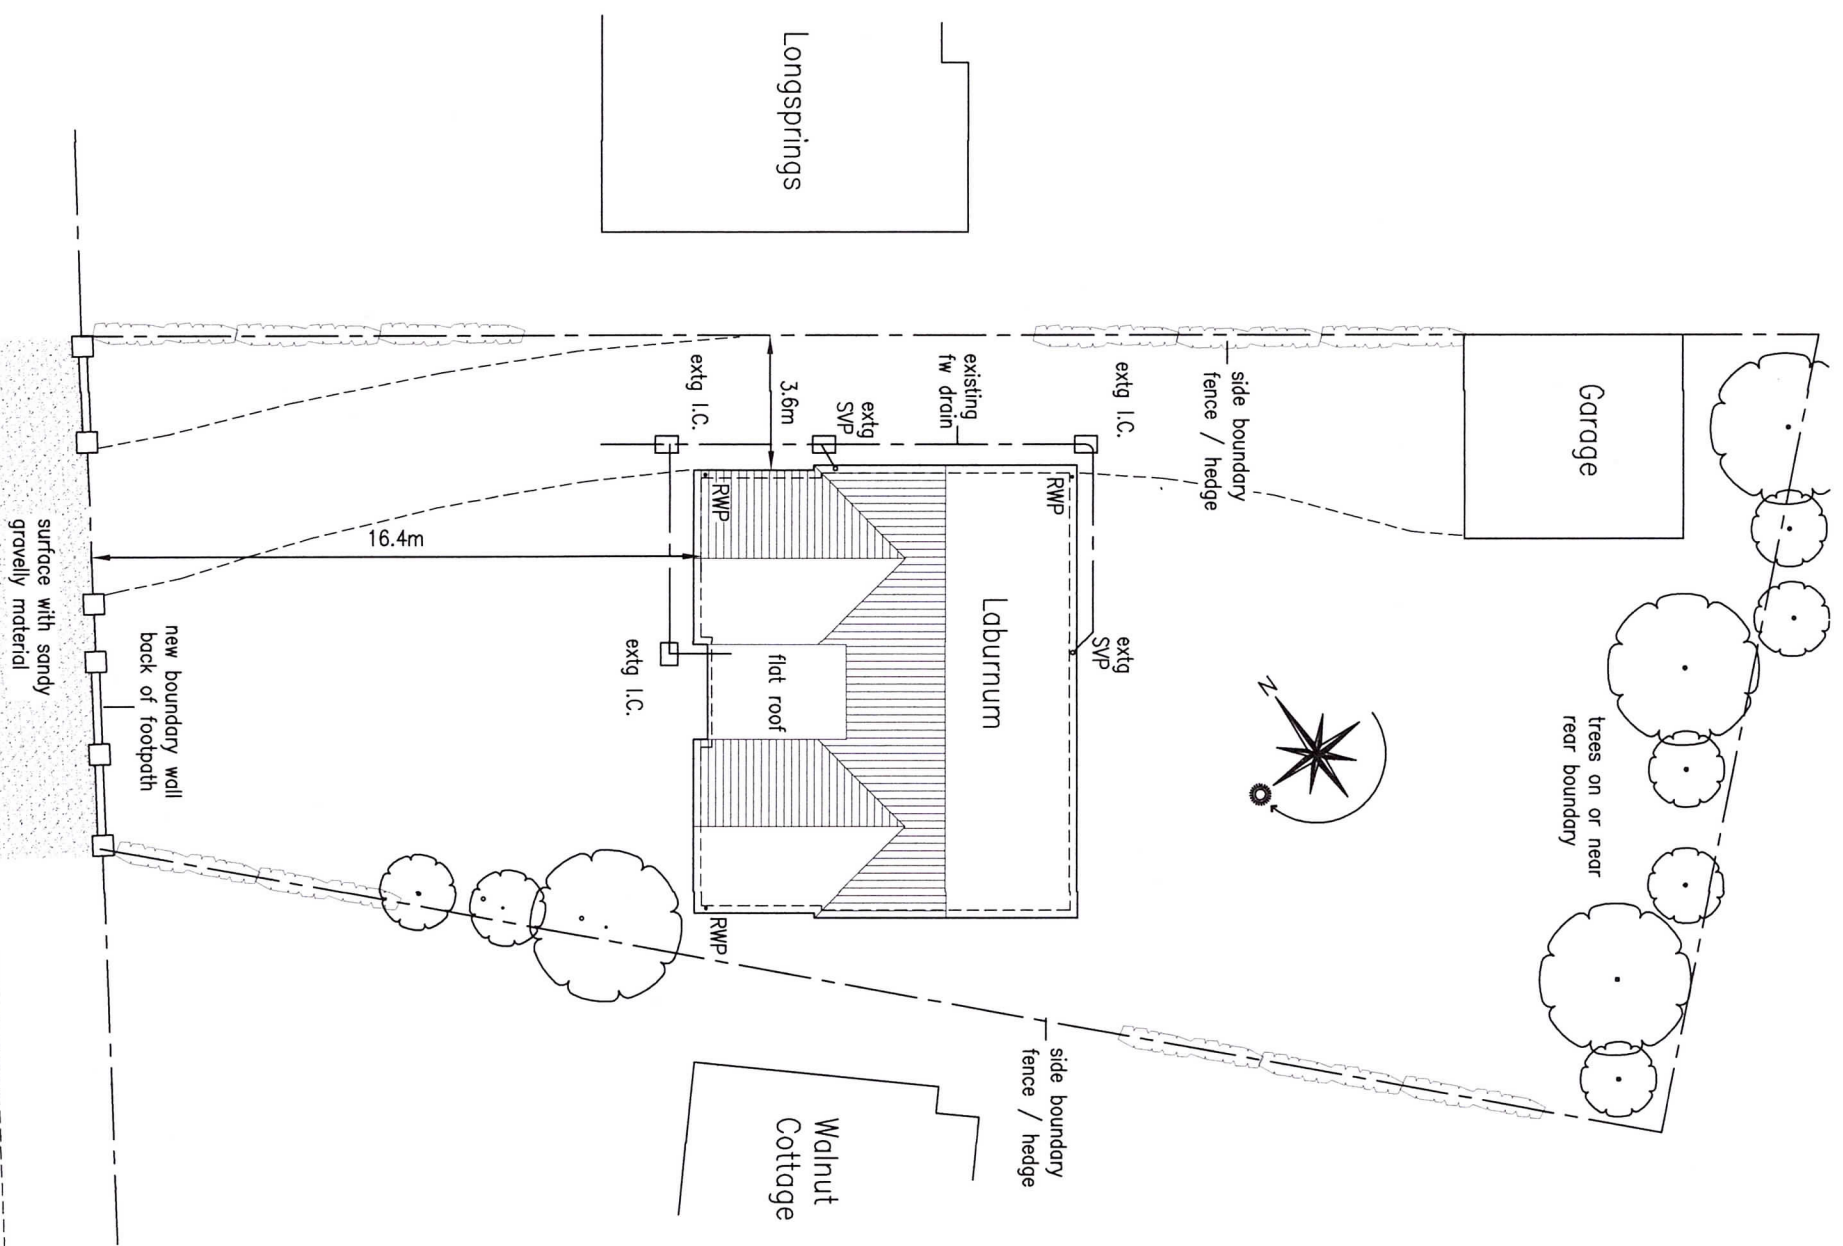 Longsprings
Garage
side boundary
fence / hedge
extg I.C.
existing
fw drain
extg
SVP
3.6m
extg I.C.
RWP
RWP
16.4m
Laburnum
extg
SVP
flat roof
extg I.C.
N
trees on or near
rear boundary
surface with sandy
gravelly material
new boundary wall
back of footpath
RWP
side boundary
fence / hedge
Walnut
Cottage